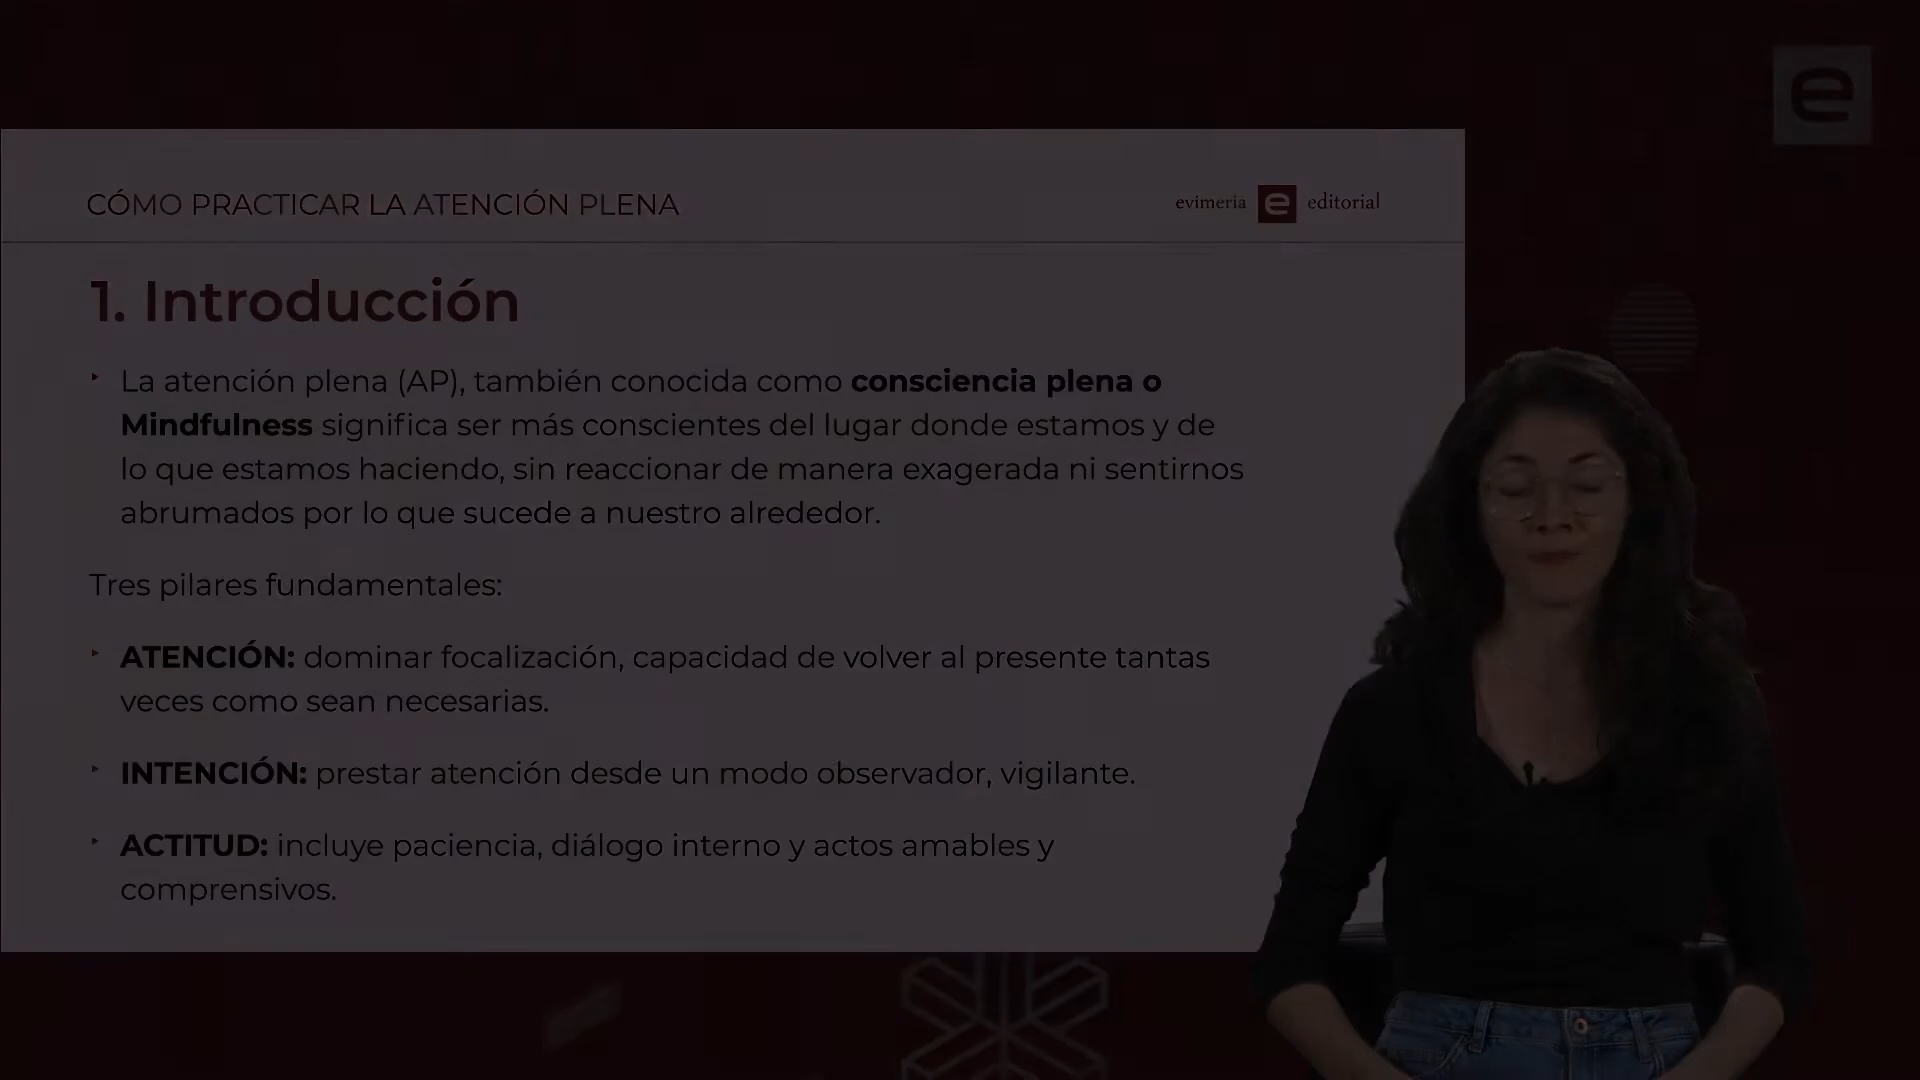 e
CÓMO PRACTICAR LA ATENCIÓN PLENA
evimeria e editorial
1. Introducción
‣ La atención plena (AP), también conocida como consciencia plena o
Mindfulness significa ser más conscientes del lugar donde estamos y de
lo que estamos haciendo, sin reaccionar de manera exagerada ni sentirnos
abrumados por lo que sucede a nuestro alrededor.
Tres pilares fundamentales:
‣ ATENCIÓN: dominar focalización, capacidad de volver al presente tantas
veces como sean necesarias.
‣ INTENCIÓN: prestar atención desde un modo observador, vigilante.
‣ ACTITUD: incluye paciencia, diálogo interno y actos amables y
comprensivos.